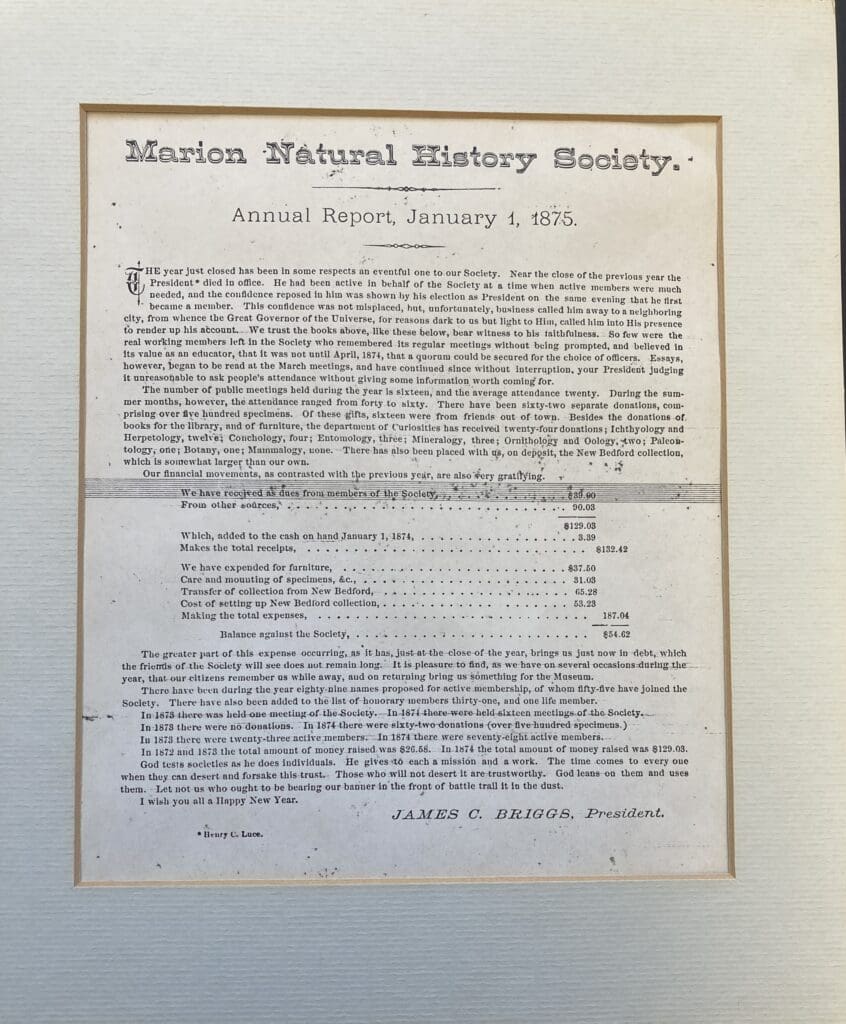 Marion Natural History Society.
Annual Report, January 1, 1875.
THE year just closed has been in some respects an eventful one to our Society. Near the close of the previous year the
President* died in office. He had been active in behalf of the Society at a time when active members were much
needed, and the confidence reposed in him was shown by his election as President on the same evening that he first
became a member. This confidence was not misplaced, but, unfortunately, business called him away to a neighboring
city, from whence the Great Governor of the Universe, for reasons dark to us but light to Him, called him into His presence
to render up his account. We trust the books above, like these below, bear witness to his faithfulness. So few were the
real working members left in the Society who remembered its regular meetings without being prompted, and believed in
its value as an educator, that it was not until April, 1874, that a quorum could be secured for the choice of officers. Essays,
however, began to be read at the March meetings, and have continued since without interruption, your President judging
it unreasonable to ask people's attendance without giving some information worth coming for.
The number of public meetings held during the year is sixteen, and the average attendance twenty. During the sum-
mer months, however, the attendance ranged from forty to sixty. There have been sixty-two separate donations, com-
prising over five hundred specimens. Of these gifts, sixteen were from friends out of town. Besides the donations of
books for the library, and of furniture, the department of Curiosities has received twenty-four donations; Ichthyology and
Herpetology, twelve; Conchology, four; Entomology, three; Mineralogy, three; Ornithology and Oology, two; Paleon-
tology, one; Botany, one; Mammalogy, none. There has also been placed with us, on deposit, the New Bedford collection,
which is somewhat larger than our own.
Our financial movements, as contrasted with the previous year, are also very gratifying.
We have received as dues from members of the Society, . . . . . . . . $39.00
From other sources, . . . . . . . . 90.03
$129.03
Which, added to the cash on hand January 1, 1874, . . . . . . . . 3.39
Makes the total receipts, . . . . . . . . $132.42
We have expended for furniture, . . . . . . . . $37.50
Care and mounting of specimens, &c., . . . . . . . . 31.03
Transfer of collection from New Bedford, . . . . . . . . 65.28
Cost of setting up New Bedford collection, . . . . . . . . 53.23
Making the total expenses, . . . . . . . . 187.04
Balance against the Society, . . . . . . . . $54.62
The greater part of this expense occurring, as it has, just at the close of the year, brings us just now in debt, which
the friends of the Society will see does not remain long. It is pleasure to find, as we have on several occasions during the
year, that our citizens remember us while away, and on returning bring us something for the Museum.
There have been during the year eighty-nine names proposed for active membership, of whom fifty-five have joined the
Society. There have also been added to the list of honorary members thirty-one, and one life member.
In 1873 there was held one meeting of the Society. In 1874 there were held sixteen meetings of the Society.
In 1873 there were no donations. In 1874 there were sixty-two donations (over five hundred specimens.)
In 1873 there were twenty-three active members. In 1874 there were seventy-eight active members.
In 1872 and 1873 the total amount of money raised was $26.58. In 1874 the total amount of money raised was $129.03.
God tests societies as he does individuals. He gives to each a mission and a work. The time comes to every one
when they can desert and forsake this trust. Those who will not desert it are trustworthy. God leans on them and uses
them. Let not us who ought to be bearing our banner in the front of battle trail it in the dust.
I wish you all a Happy New Year.
JAMES C. BRIGGS, President.
* Henry C. Luce.